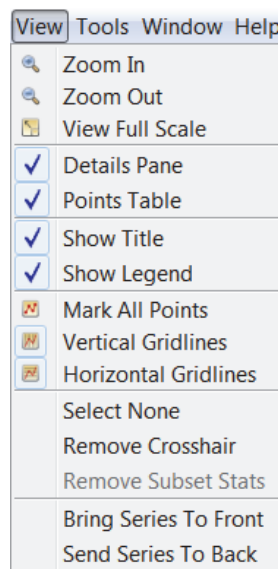 View Tools Window Help
Zoom In
Zoom Out
View Full Scale
Details Pane
Points Table
Show Title
Show Legend
Mark All Points
Vertical Gridlines
Horizontal Gridlines
Select None
Remove Crosshair
Remove Subset Stats
Bring Series To Front
Send Series To Back